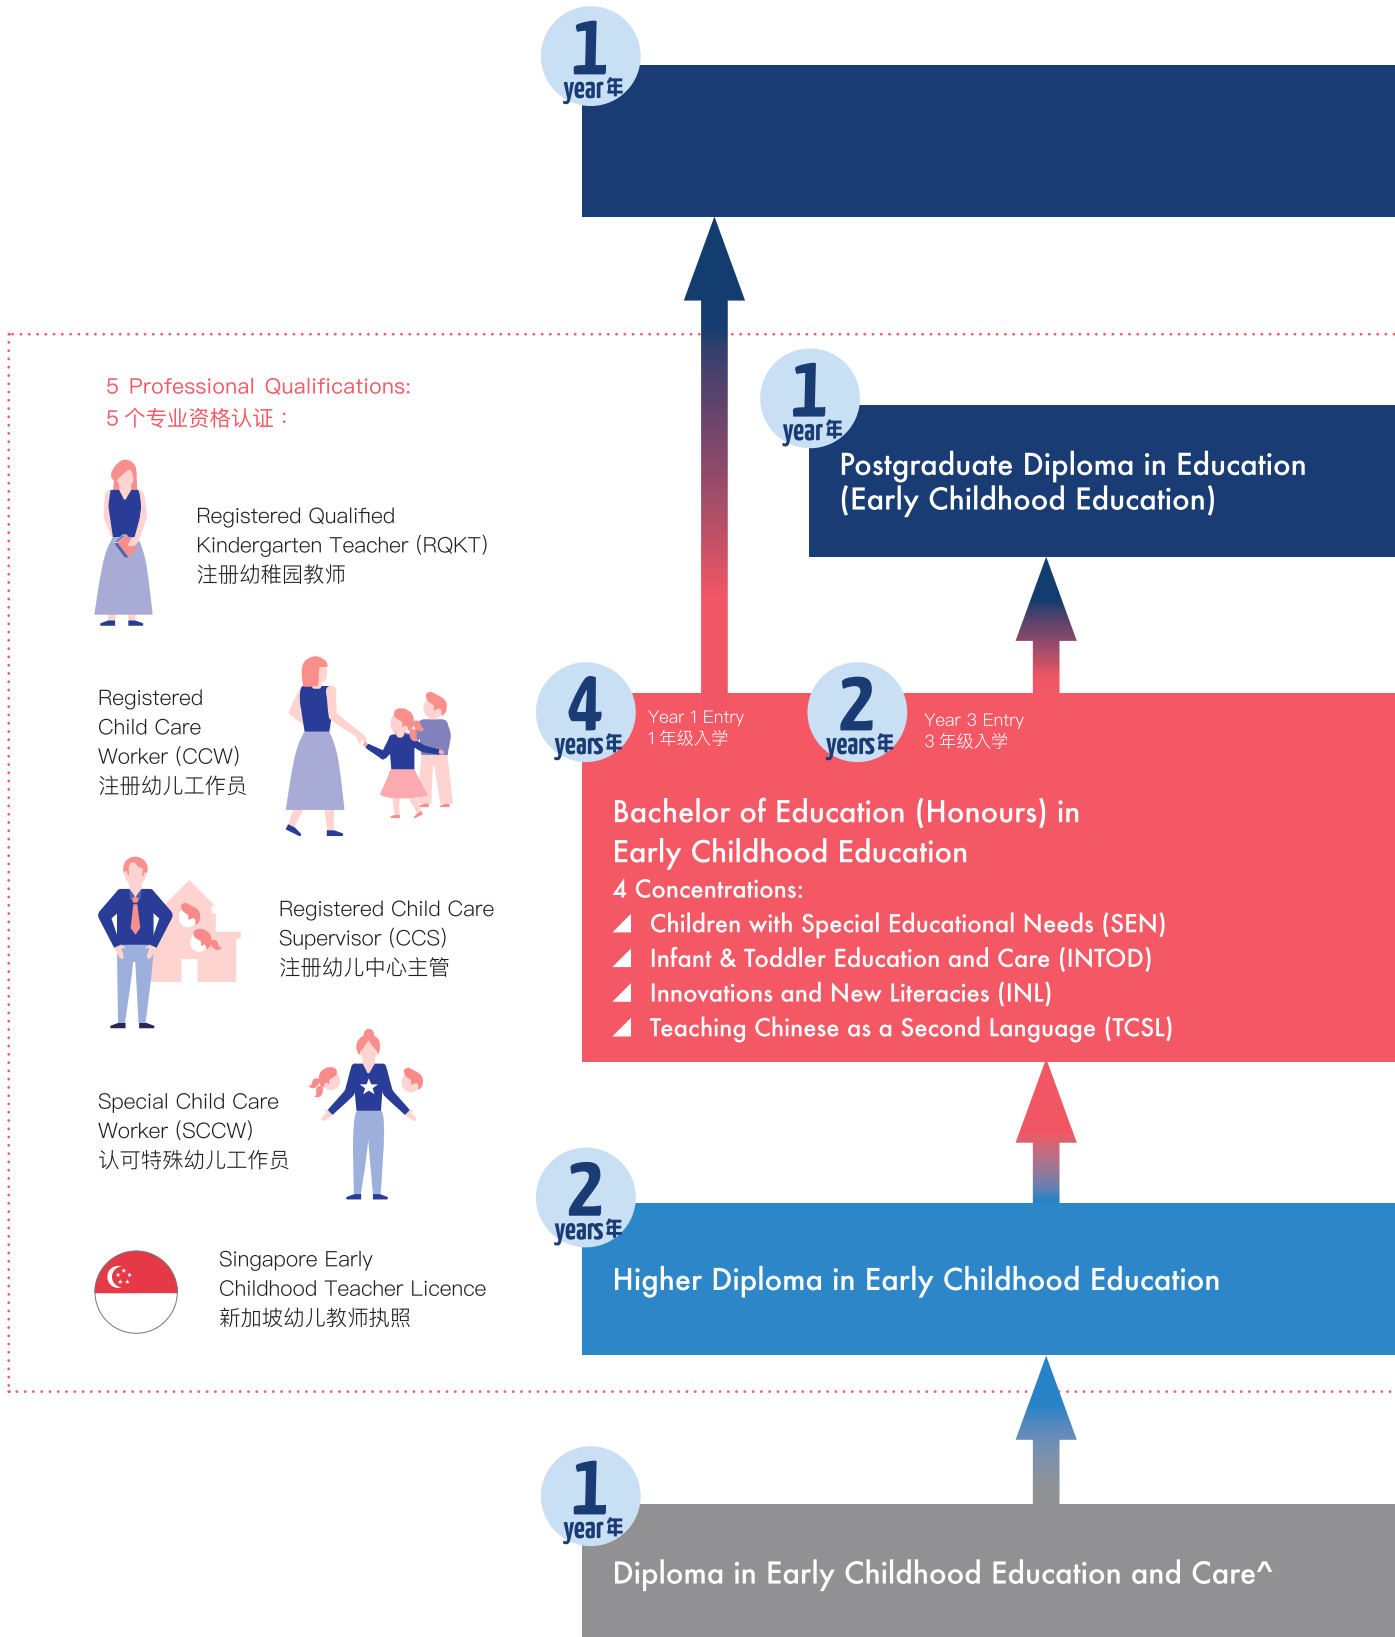 1
year 年
5 Professional Qualifications:
5 个专业资格认证：
Registered Qualified
Kindergarten Teacher (RQKT)
注册幼稚园教师
Registered
Child Care
Worker (CCW)
注册幼儿工作员
Registered Child Care
Supervisor (CCS)
注册幼儿中心主管
Special Child Care
Worker (SCCW)
认可特殊幼儿工作员
Singapore Early
Childhood Teacher Licence
新加坡幼儿教师执照
1
year 年
Postgraduate Diploma in Education
(Early Childhood Education)
4
years 年
Year 1 Entry
1 年级入学
2
years 年
Year 3 Entry
3 年级入学
Bachelor of Education (Honours) in
Early Childhood Education
4 Concentrations:
Children with Special Educational Needs (SEN)
Infant & Toddler Education and Care (INTOD)
Innovations and New Literacies (INL)
Teaching Chinese as a Second Language (TCSL)
2
years 年
Higher Diploma in Early Childhood Education
1
year 年
Diploma in Early Childhood Education and Care^